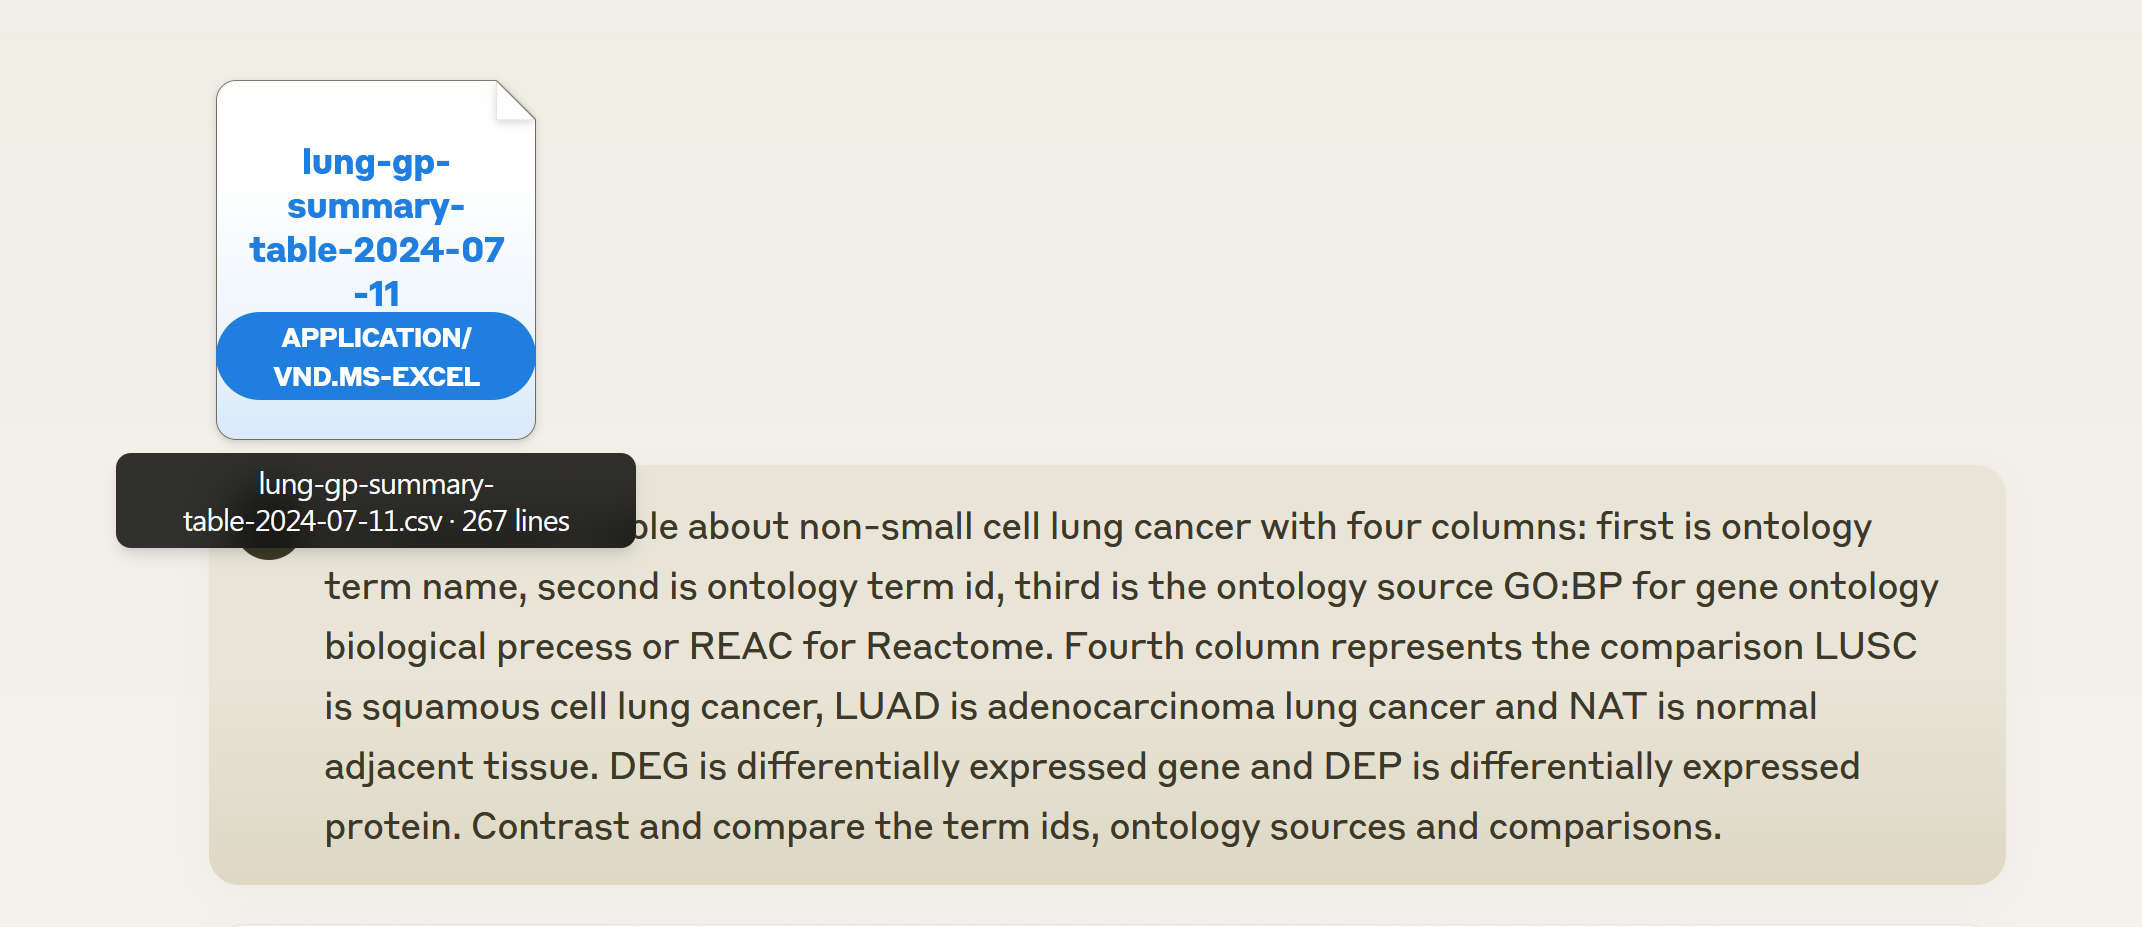 lung-gp-
summary-
table-2024-07
-11
APPLICATION/
VND.MS-EXCEL
lung-gp-summary-
table-2024-07-11.csv · 267 lines
about non-small cell lung cancer with four columns: first is ontology
term name, second is ontology term id, third is the ontology source GO:BP for gene ontology
biological precess or REAC for Reactome. Fourth column represents the comparison LUSC
is squamous cell lung cancer, LUAD is adenocarcinoma lung cancer and NAT is normal
adjacent tissue. DEG is differentially expressed gene and DEP is differentially expressed
protein. Contrast and compare the term ids, ontology sources and comparisons.